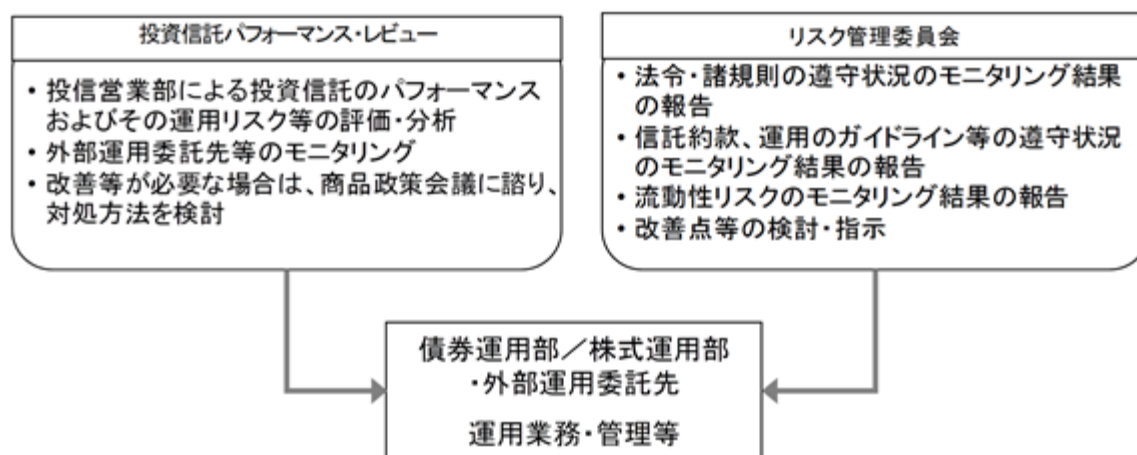 投資信託パフォーマンス・レビュー
・投信営業部による投資信託のパフォーマンス
およびその運用リスク等の評価・分析
・外部運用委託先等のモニタリング
・改善等が必要な場合は、商品政策会議に諮り、
対処方法を検討
リスク管理委員会
・法令・諸規則の遵守状況のモニタリング結果
の報告
・信託約款、運用のガイドライン等の遵守状況
のモニタリング結果の報告
・流動性リスクのモニタリング結果の報告
・改善点等の検討・指示
債券運用部／株式運用部
・外部運用委託先
運用業務・管理等